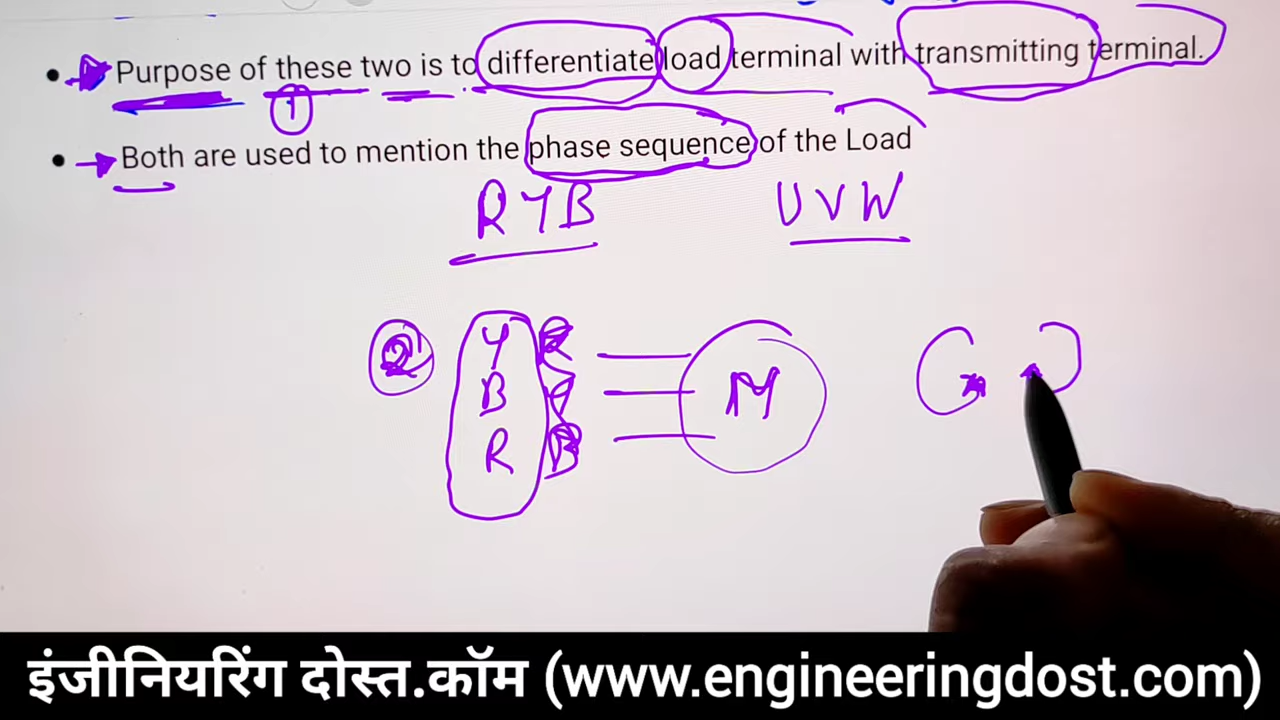 Purpose of these two is to differentiate load terminal with transmitting terminal.
1
Both are used to mention the phase sequence of the Load
RYB UVW
2 Y R
B M
R B
इंजीनियरिंग दोस्त.कॉम (www.engineeringdost.com)